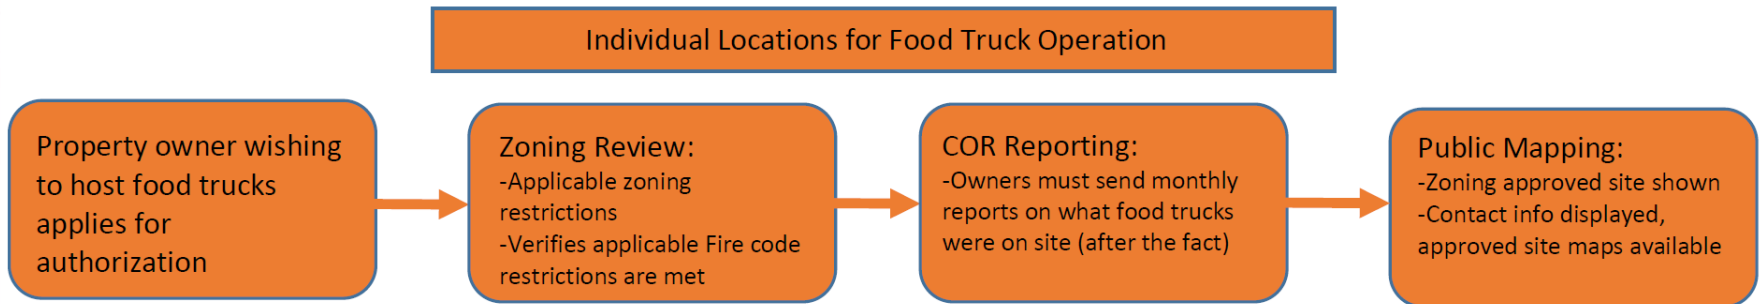 Individual Locations for Food Truck Operation
Property owner wishing
to host food trucks
applies for
authorization
Zoning Review:
-Applicable zoning
restrictions
-Verifies applicable Fire code
restrictions are met
COR Reporting:
-Owners must send monthly
reports on what food trucks
were on site (after the fact)
Public Mapping:
-Zoning approved site shown
-Contact info displayed,
approved site maps available